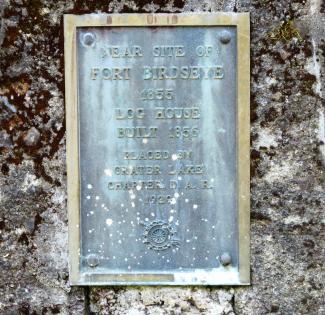 NEAR SITE OF
FORT BIRDSEYE
1855
LOG HOUSE
BUILT 1856
PLACED BY
CRATER LAKE
CHAPTER D.A.R.